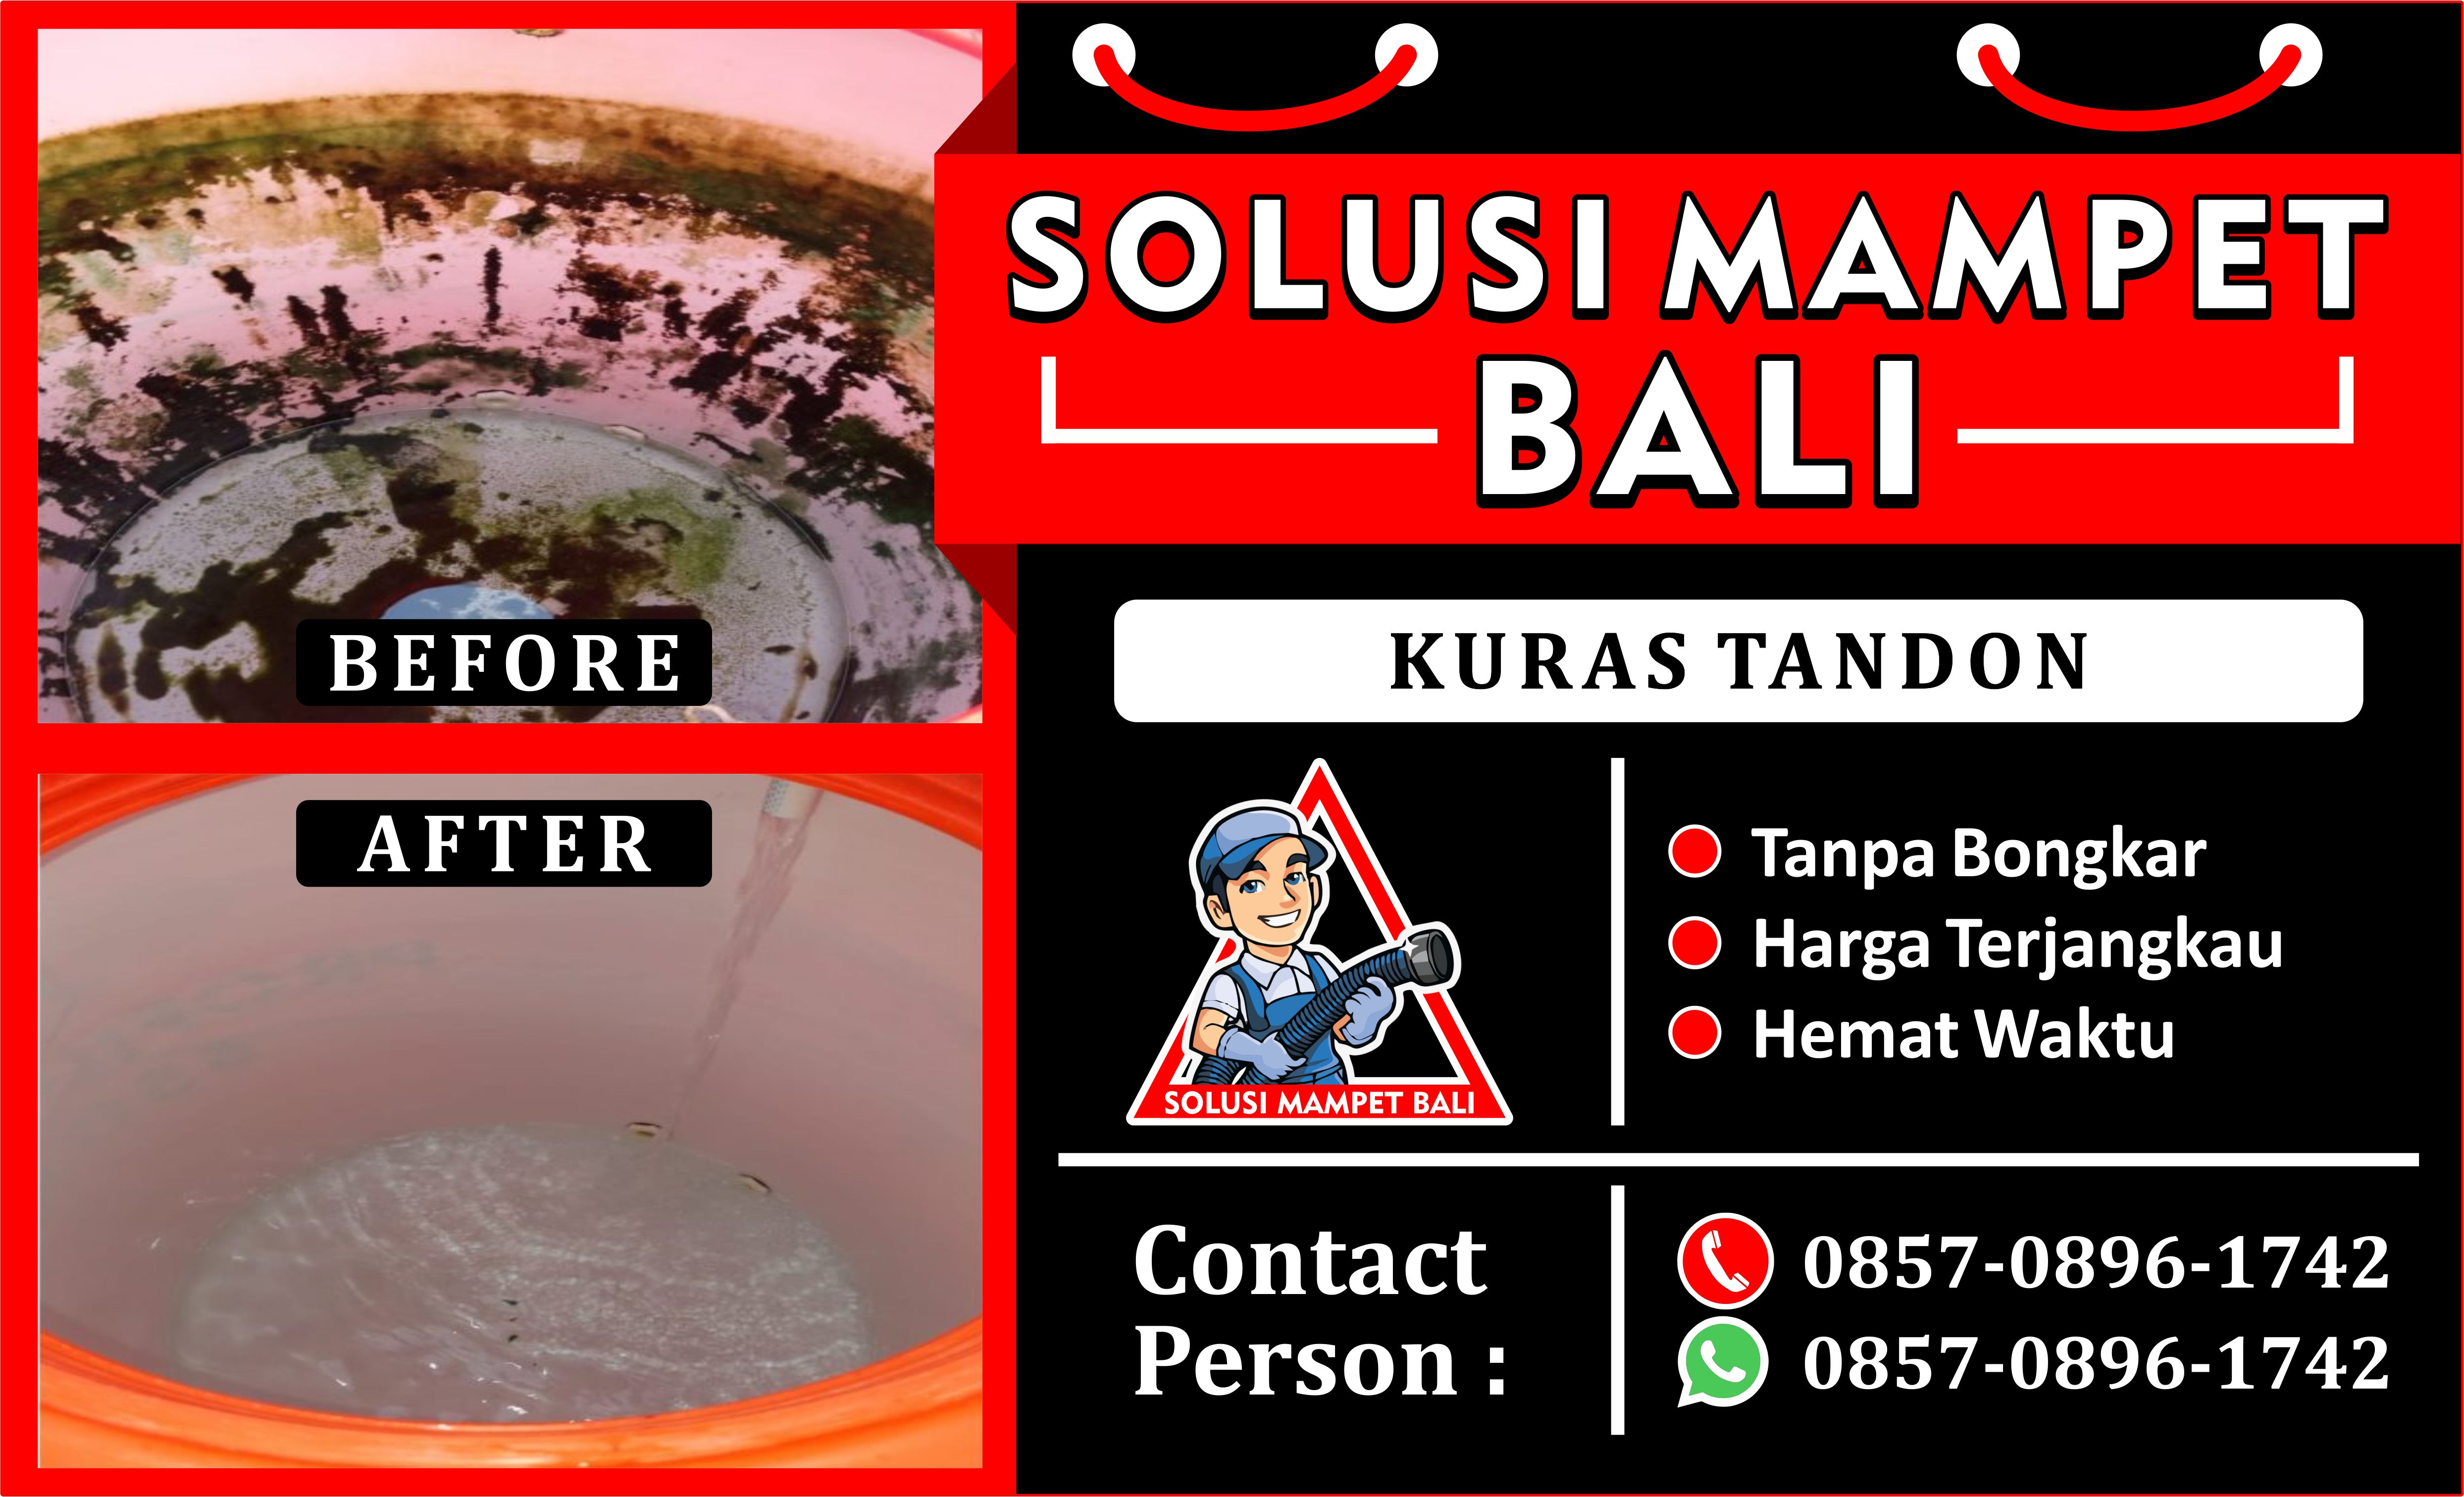 SOLUSI MAMPET
BALI
BEFORE
AFTER
KURAS TANDON
SOLUSI MAMPET BALI
Tanpa Bongkar
Harga Terjangkau
Hemat Waktu
Contact
Person :
0857-0896-1742
0857-0896-1742